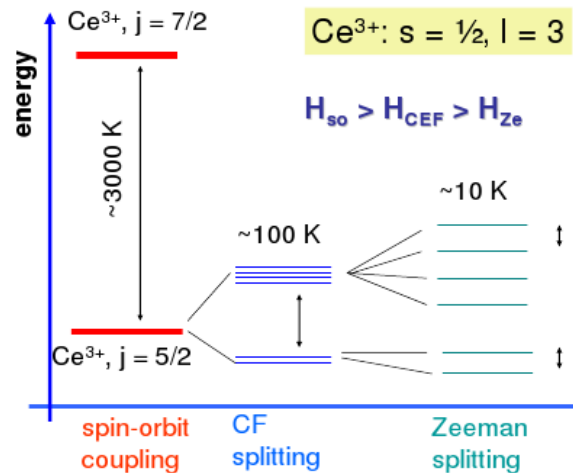 Ce³⁺, j = 7/2
Ce³⁺: s = ½, l = 3
energy
~3000 K
H_so > H_CEF > H_Ze
~10 K
~100 K
Ce³⁺, j = 5/2
spin-orbit
coupling
CF
splitting
Zeeman
splitting